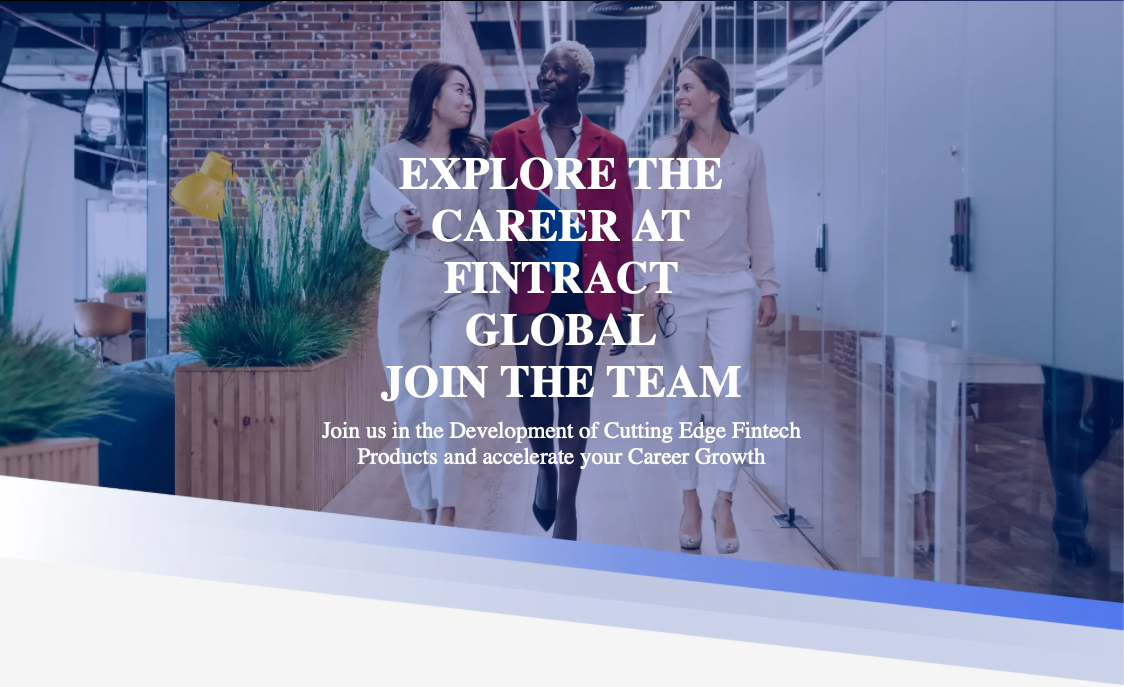 EXPLORE THE
CAREER AT
FINTRACT
GLOBAL
JOIN THE TEAM
Join us in the Development of Cutting Edge Fintech
Products and accelerate your Career Growth